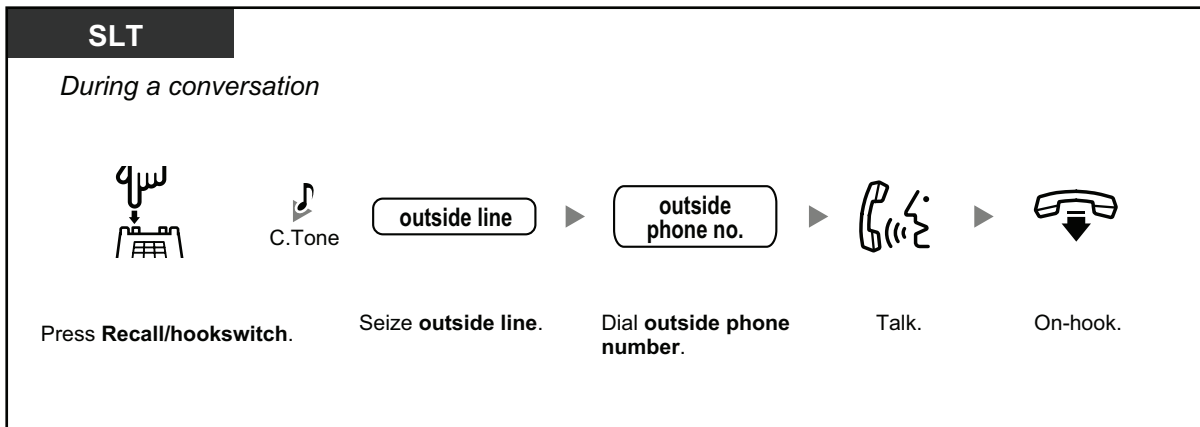 SLT
During a conversation
C.Tone
outside line
outside
phone no.
Press Recall/hookswitch.
Seize outside line.
Dial outside phone
number.
Talk.
On-hook.